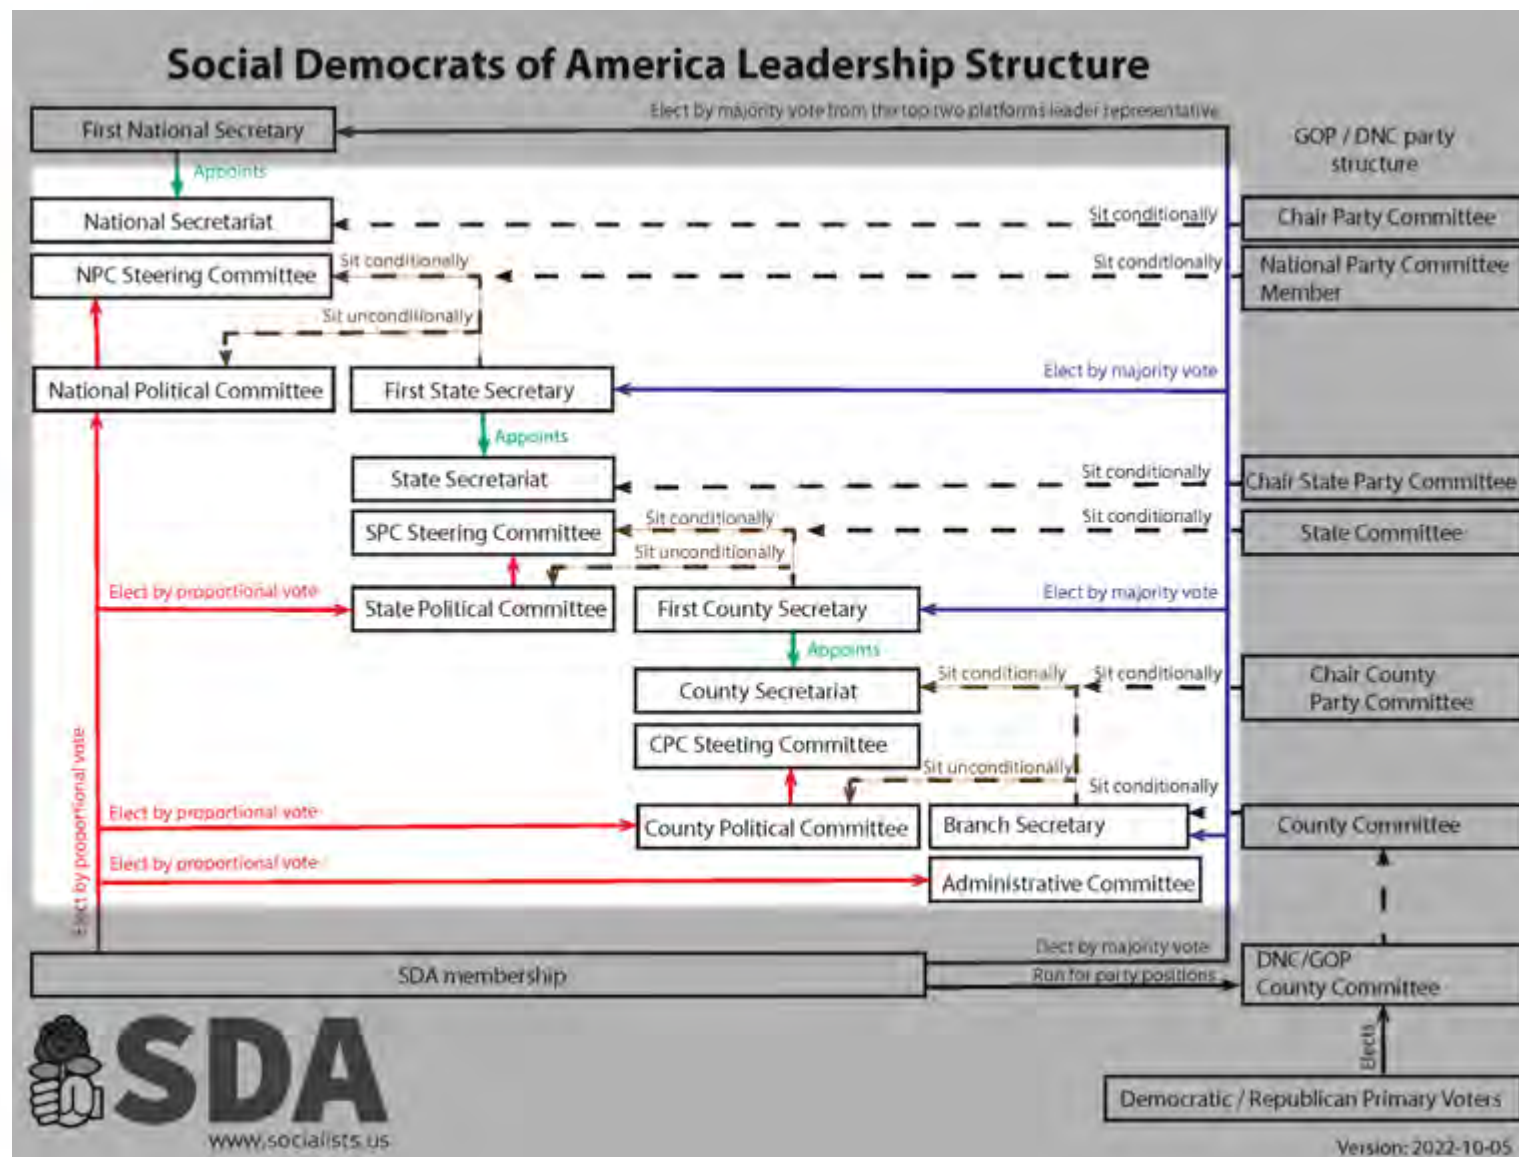 Social Democrats of America Leadership Structure
Elect by majority vote from the top two platforms leader representative
First National Secretary
GOP / DNC party
structure
Appoints
National Secretariat
Sit conditionally
Chair Party Committee
NPC Steering Committee
Sit conditionally
Sit conditionally
National Party Committee
Member
Sit unconditionally
National Political Committee
First State Secretary
Elect by majority vote
Appoints
State Secretariat
Sit conditionally
Chair State Party Committee
SPC Steering Committee
Sit conditionally
Sit conditionally
State Committee
Sit unconditionally
Elect by proportional vote
State Political Committee
First County Secretary
Elect by majority vote
Appoints
County Secretariat
Sit conditionally
Sit conditionally
Chair County
Party Committee
CPC Steeting Committee
Sit unconditionally
Sit conditionally
Elect by proportional vote
County Political Committee
Branch Secretary
County Committee
Elect by proportional vote
Administrative Committee
Elect by proportional vote
SDA membership
Elect by majority vote
Run for party positions
DNC/GOP
County Committee
Elects
Democratic / Republican Primary Voters
SDA
www.socialists.us
Version: 2022-10-05